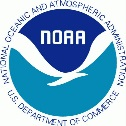 NATIONAL OCEANIC AND ATMOSPHERIC ADMINISTRATION
NOAA
U.S. DEPARTMENT OF COMMERCE